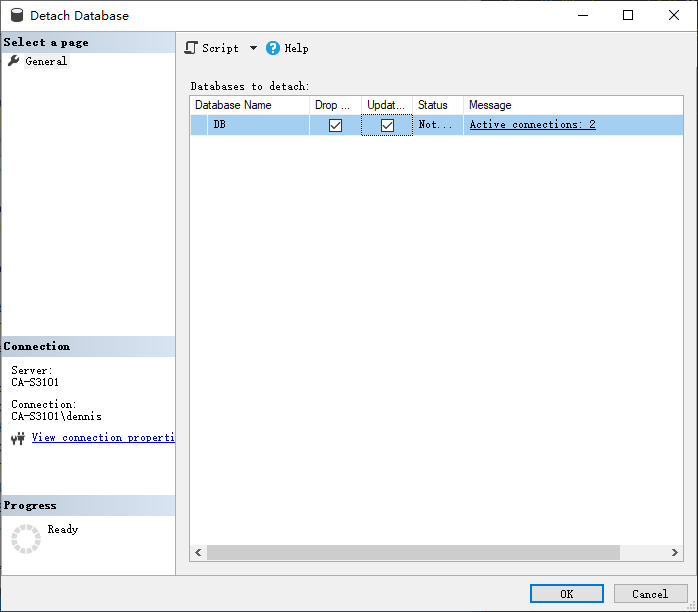 Detach Database
Select a page
General
Script
Help
Databases to detach:
Database Name Drop ... Updat... Status Message
DB Not... Active connections: 2
Connection
Server:
CA-S3101
Connection:
CA-S3101\dennis
View connection properti
Progress
Ready
OK
Cancel